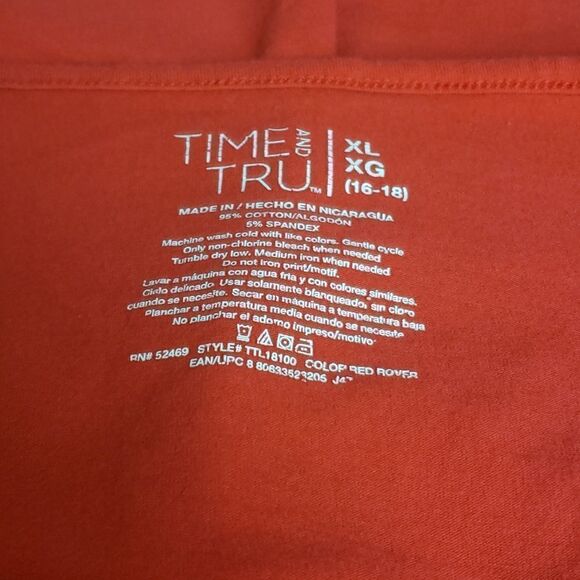 TIME AND TRU™
XL
XG
(16-18)
MADE IN / HECHO EN NICARAGUA
95% COTTON/ALGODÓN
5% SPANDEX
Machine wash cold with like colors. Gentle cycle
Only non-chlorine bleach when needed
Tumble dry low. Medium iron when needed
Do not iron print/motif.
Lavar a máquina con agua fría y con colores similares.
Ciclo delicado. Usar solamente blanqueador sin cloro
cuando se necesite. Secar en máquina a temperatura baja
Planchar a temperatura media cuando se necesite
No planchar el adorno impreso/motivo
RN# 52469 STYLE# TTL18100 COLOR RED ROVER
EAN/UPC 8